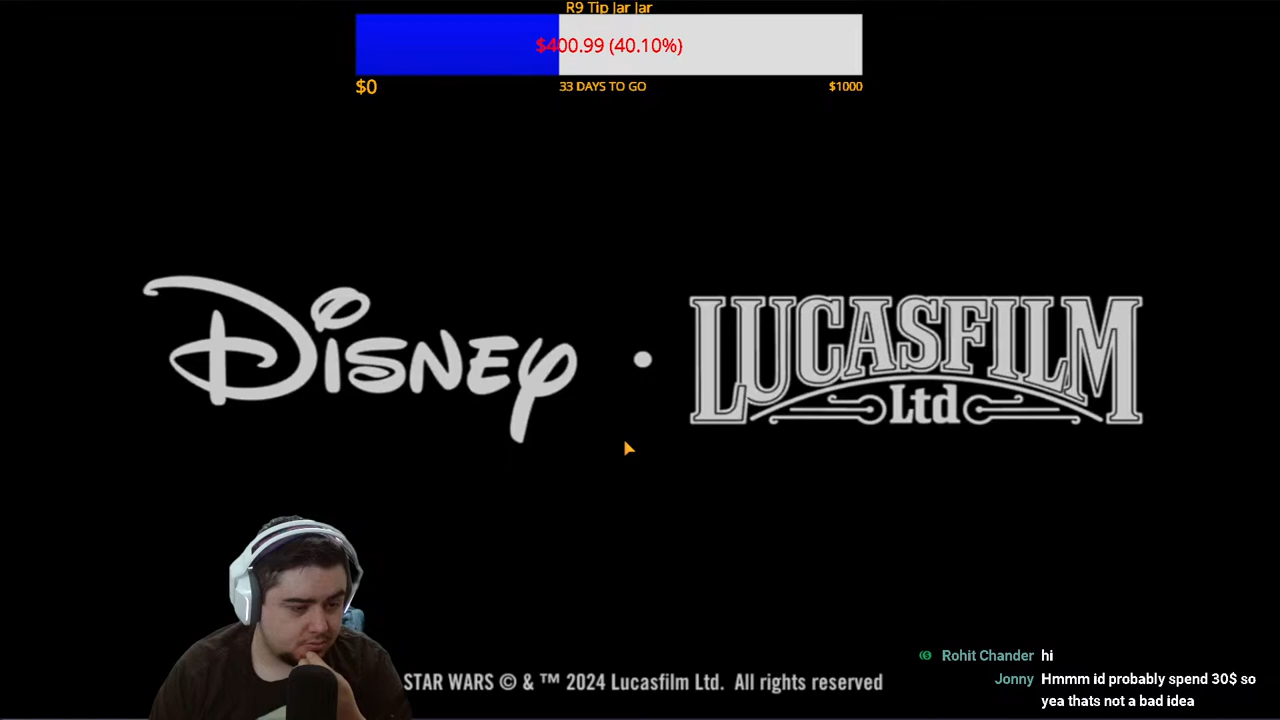 R9 Tip Jar Jar
$400.99 (40.10%)
$0
33 DAYS TO GO
$1000
DISNEY · LUCASFILM
Ltd
Rohit Chander hi
Jonny Hmmm id probably spend 30$ so
yea thats not a bad idea
STAR WARS © & ™ 2024 Lucasfilm Ltd. All rights reserved